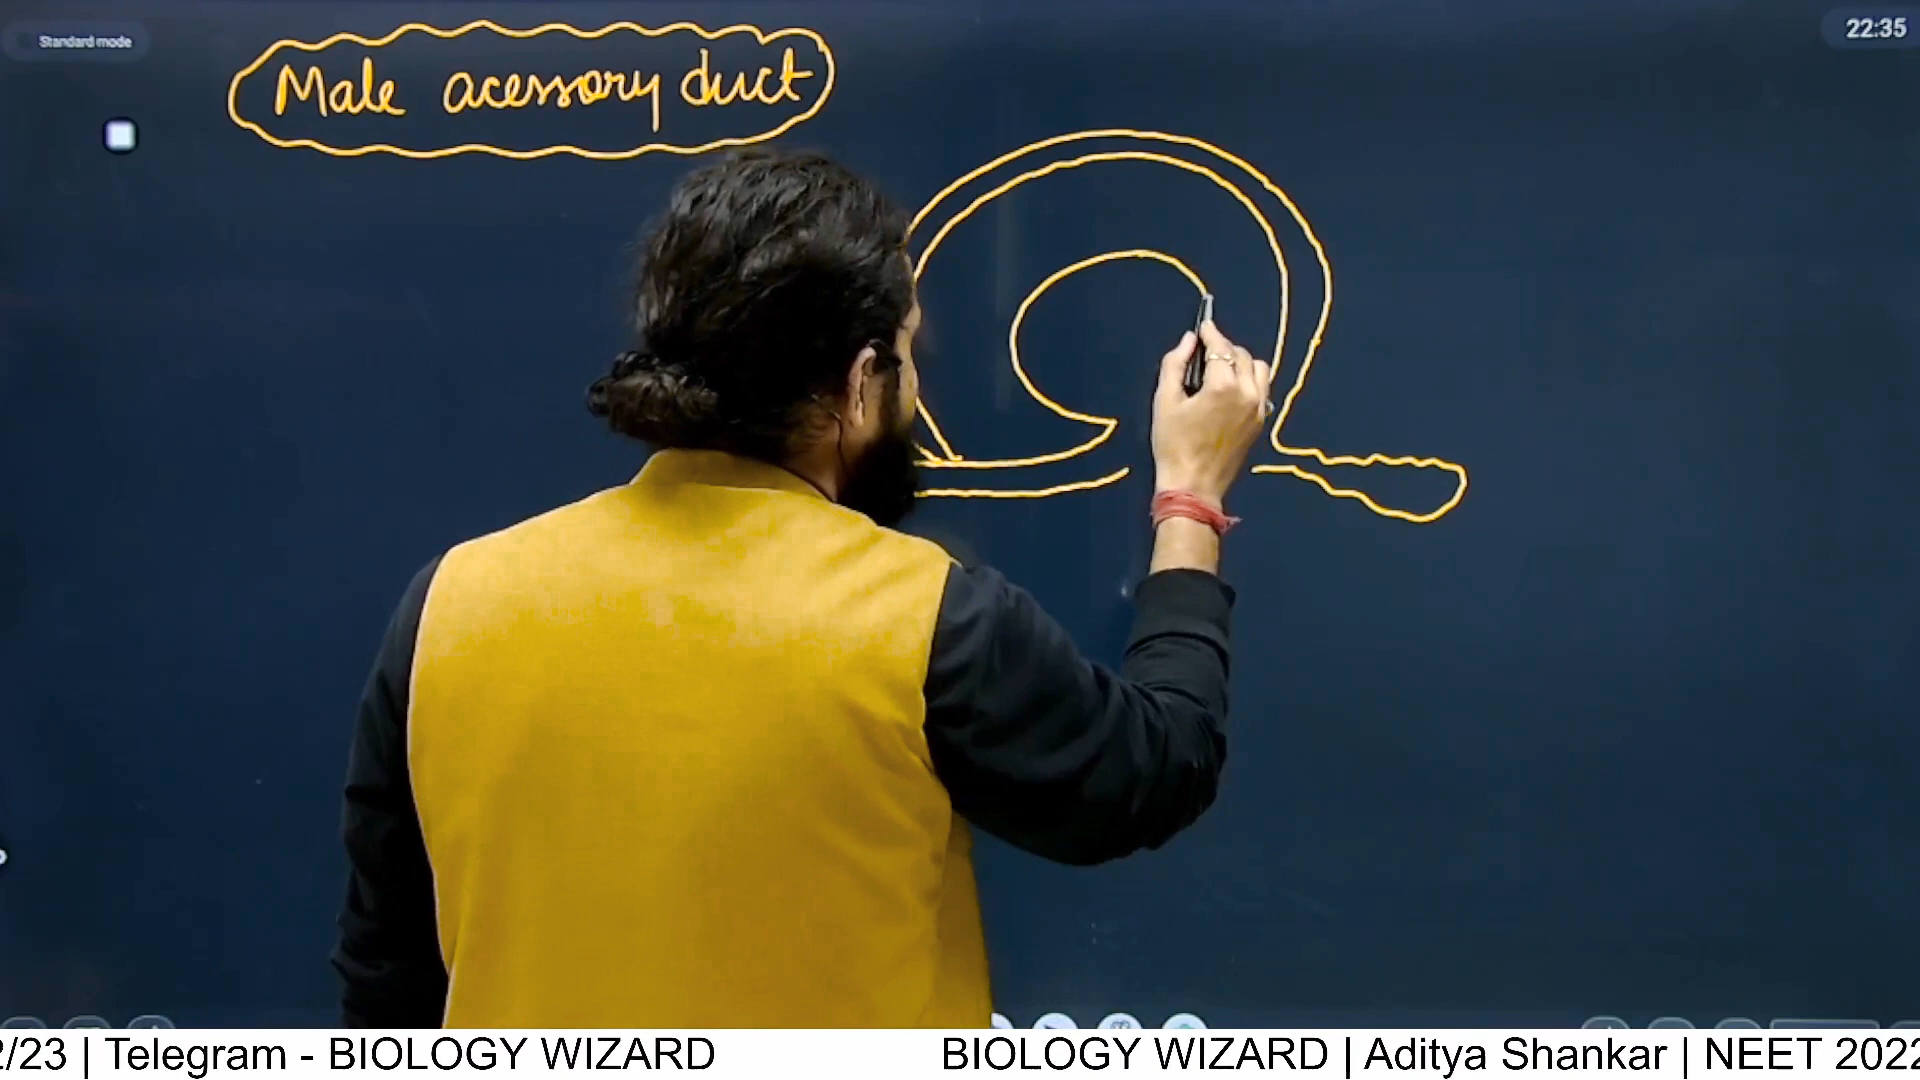 Standard mode
22:35
Male acessory duct
2/23 | Telegram - BIOLOGY WIZARD BIOLOGY WIZARD | Aditya Shankar | NEET 2022